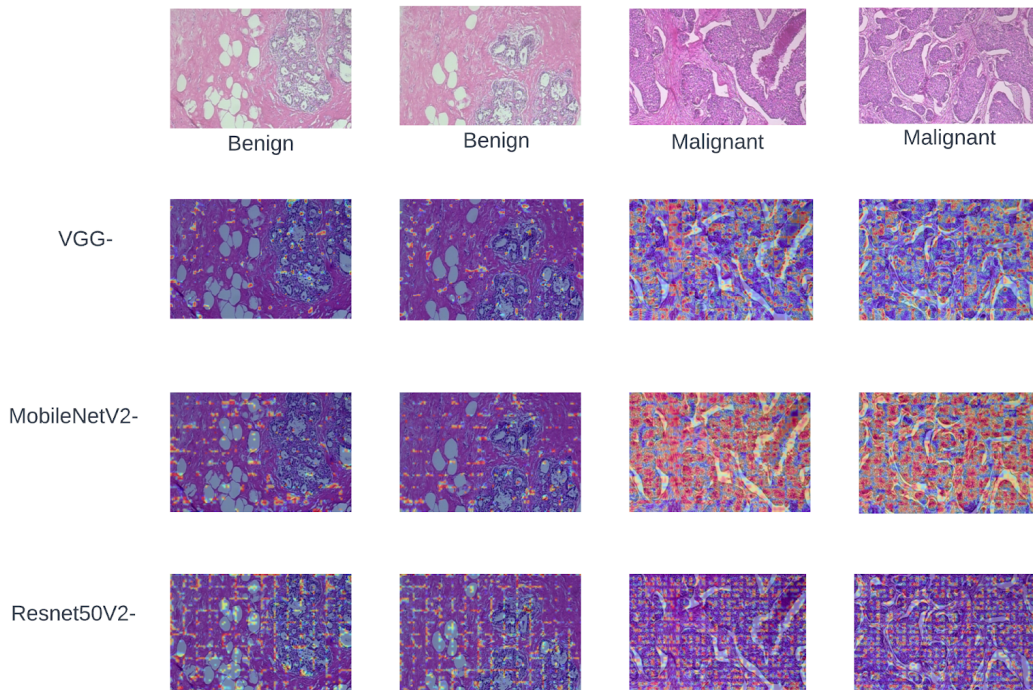 Benign
Benign
Malignant
Malignant
VGG-
MobileNetV2-
Resnet50V2-